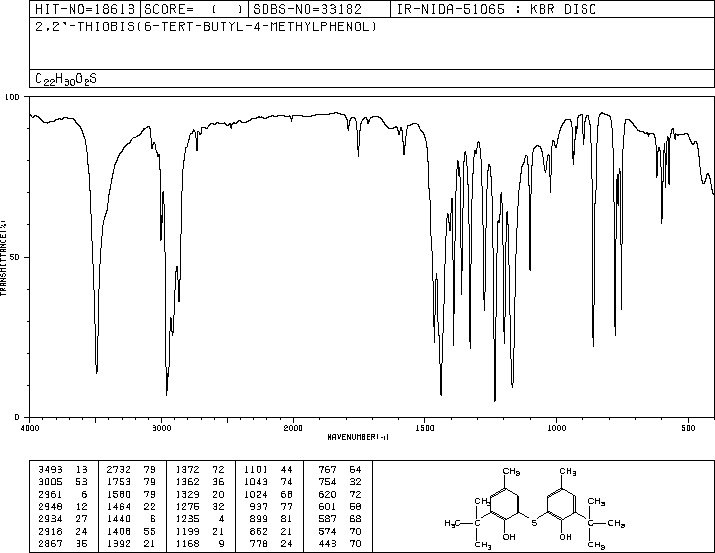 HIT-NO=18613 SCORE= ( ) SDBS-NO=33182 IR-NIDA-51065 : KBR DISC
2,2'-THIOBIS(6-TERT-BUTYL-4-METHYLPHENOL)
C22H30O2S
100
50
0
TRANSMITTANCE(%)
4000 3000 2000 1500 1000 500
WAVENUMBER(-1)
3493 13 2732 79 1372 72 1101 44 767 64
3005 53 1753 79 1362 36 1043 74 754 32
2961 6 1580 79 1329 20 1024 68 620 72
2948 12 1464 22 1275 32 937 77 601 58
2934 27 1440 6 1235 4 899 81 587 68
2916 24 1408 55 1199 21 862 21 574 70
2867 35 1392 21 1168 9 778 24 443 70
CH3 CH3
CH3 CH3
H3C S CH3
CH3 OH OH H3C